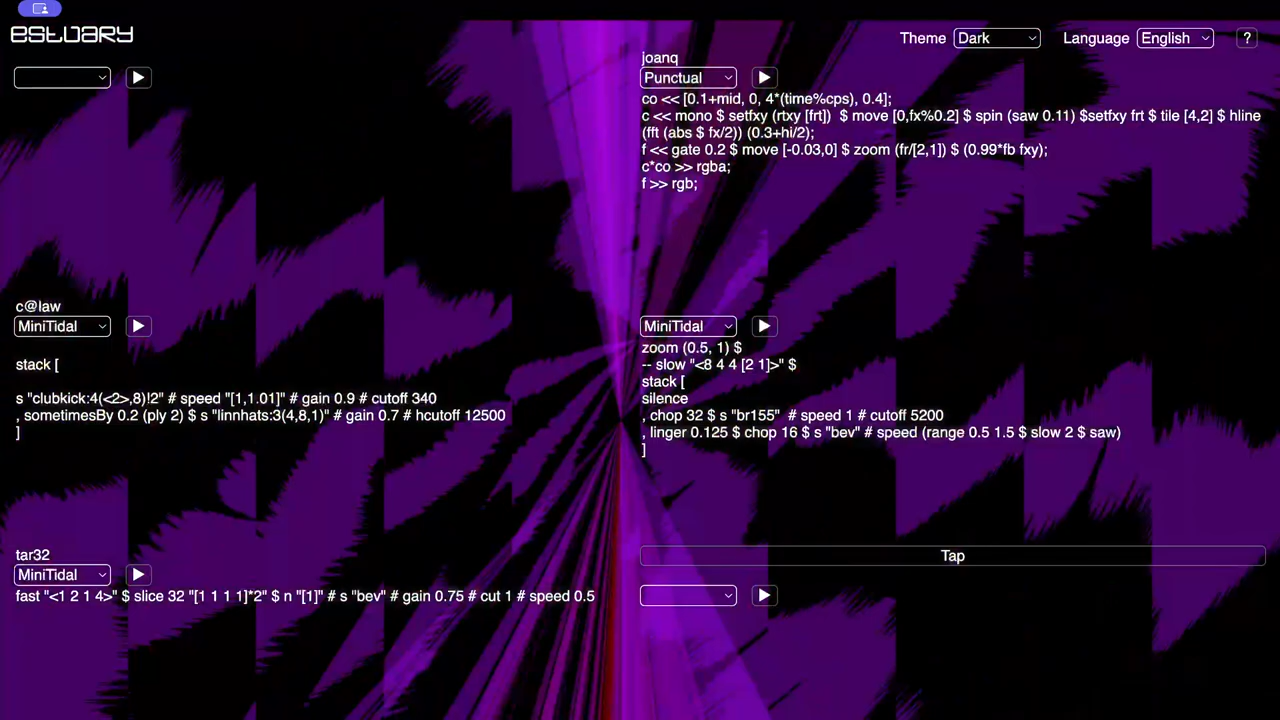 estuary
Theme Dark Language English ?
joanq
Punctual
co << [0.1+mid, 0, 4*(time%cps), 0.4];
c << mono $ setfxy (rtxy [frt])  $ move [0,fx%0.2] $ spin (saw 0.11) $setfxy frt $ tile [4,2] $ hline
(fft (abs $ fx/2)) (0.3+hi/2);
f << gate 0.2 $ move [-0.03,0] $ zoom (fr/[2,1]) $ (0.99*fb fxy);
c*co >> rgba;
f >> rgb;
c@law
MiniTidal
stack [
s "clubkick:4(<2>,8)!2" # speed "[1,1.01]" # gain 0.9 # cutoff 340
, sometimesBy 0.2 (ply 2) $ s "linnhats:3(4,8,1)" # gain 0.7 # hcutoff 12500
]
MiniTidal
zoom (0.5, 1) $
-- slow "<8 4 4 [2 1]>" $
stack [
silence
, chop 32 $ s "br155"  # speed 1 # cutoff 5200
, linger 0.125 $ chop 16 $ s "bev" # speed (range 0.5 1.5 $ slow 2 $ saw)
]
tar32
MiniTidal
fast "<1 2 1 4>" $ slice 32 "[1 1 1 1]*2" $ n "[1]" # s "bev" # gain 0.75 # cut 1 # speed 0.5
Tap